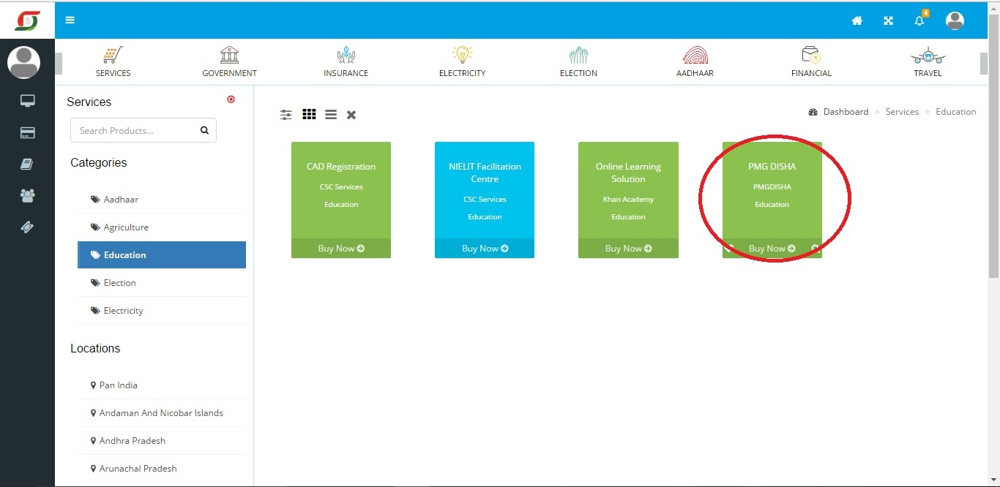 4
SERVICES
GOVERNMENT
INSURANCE
ELECTRICITY
ELECTION
AADHAAR
FINANCIAL
TRAVEL
Services
Search Products...
Categories
Aadhaar
Agriculture
Education
Election
Electricity
Locations
Pan India
Andaman And Nicobar Islands
Andhra Pradesh
Arunachal Pradesh
Dashboard > Services > Education
CAD Registration
CSC Services
Education
Buy Now
NIELIT Facilitation
Centre
CSC Services
Education
Buy Now
Online Learning
Solution
Khan Academy
Education
Buy Now
PMG DISHA
PMGDISHA
Education
Buy Now